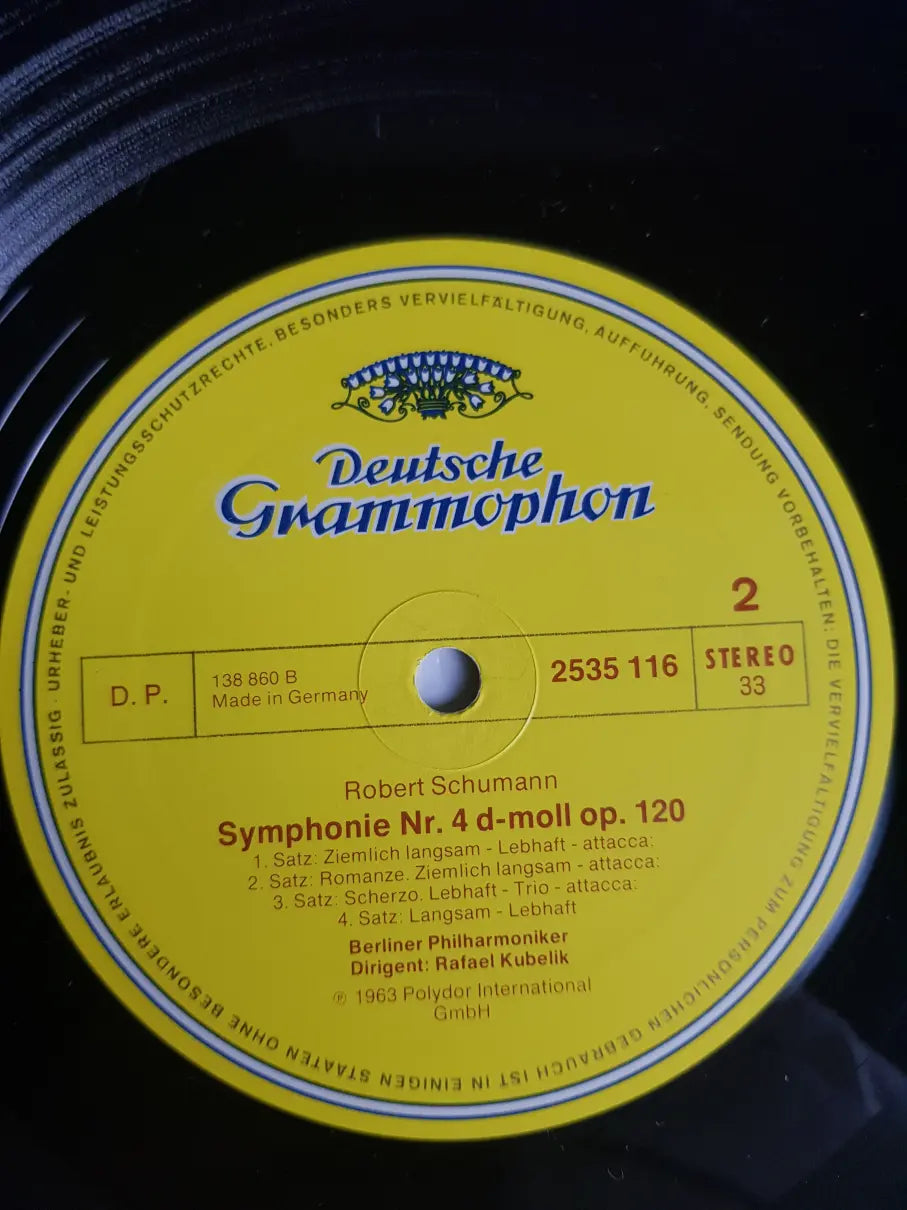 URHEBER- UND LEISTUNGSSCHUTZRECHTE, BESONDERS VERVIELFÄLTIGUNG, AUFFÜHRUNG, SENDUNG VORBEHALTEN; DIE VERVIELFÄLTIGUNG ZUM PERSÖNLICHEN GEBRAUCH IST IN EINIGEN STAATEN OHNE BESONDERE ERLAUBNIS ZULÄSSIG ·
Deutsche
Grammophon
2
D. P.
138 860 B
Made in Germany
2535 116
STEREO
33
Robert Schumann
Symphonie Nr. 4 d-moll op. 120
1. Satz: Ziemlich langsam - Lebhaft - attacca:
2. Satz: Romanze. Ziemlich langsam - attacca:
3. Satz: Scherzo. Lebhaft - Trio - attacca:
4. Satz: Langsam - Lebhaft
Berliner Philharmoniker
Dirigent: Rafael Kubelik
℗ 1963 Polydor International
GmbH